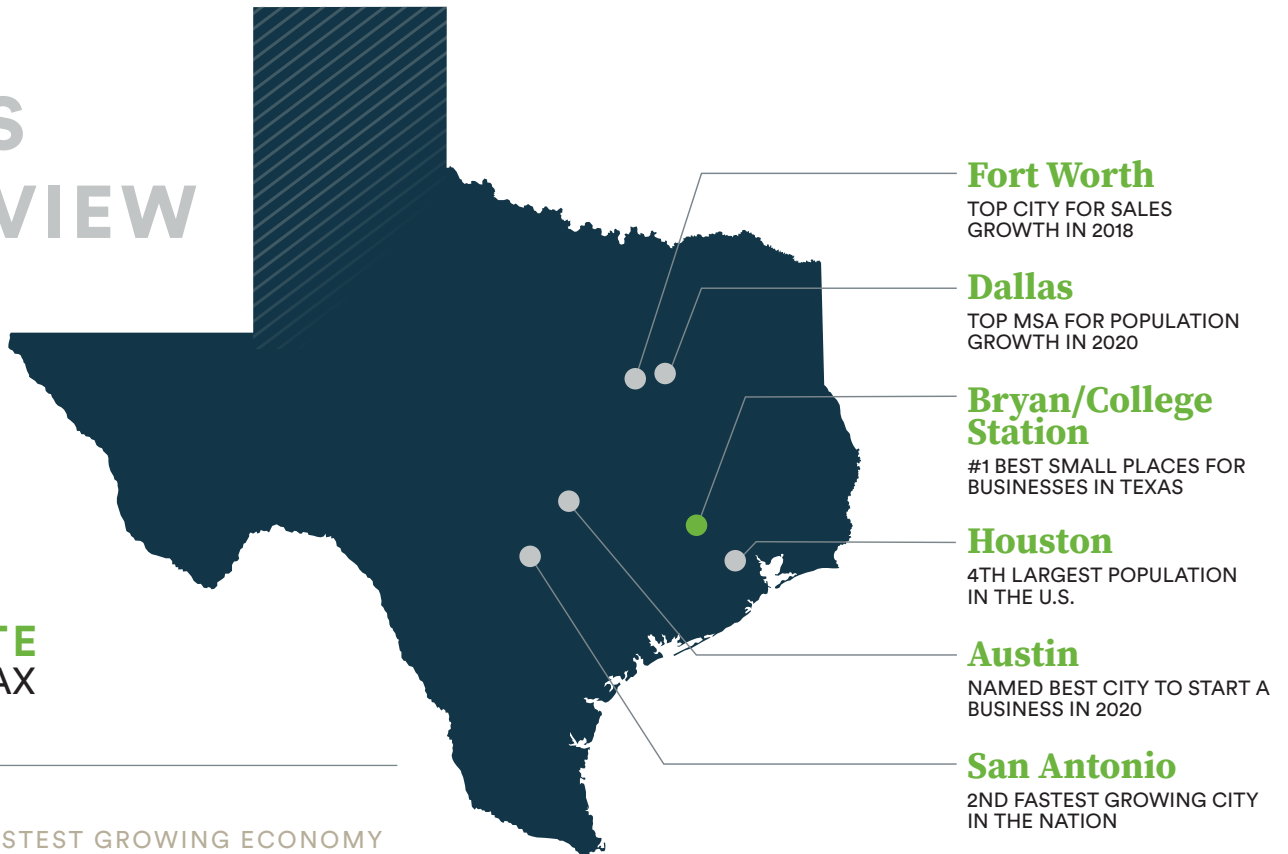 S
VIEW
Fort Worth
TOP CITY FOR SALES
GROWTH IN 2018
Dallas
TOP MSA FOR POPULATION
GROWTH IN 2020
Bryan/College
Station
#1 BEST SMALL PLACES FOR
BUSINESSES IN TEXAS
Houston
4TH LARGEST POPULATION
IN THE U.S.
Austin
NAMED BEST CITY TO START A
BUSINESS IN 2020
San Antonio
2ND FASTEST GROWING CITY
IN THE NATION
TE
AX
STEST GROWING ECONOMY